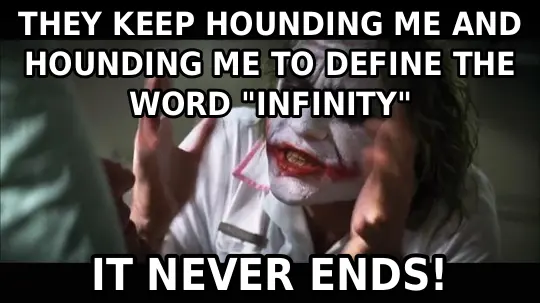 THEY KEEP HOUNDING ME AND
HOUNDING ME TO DEFINE THE
WORD "INFINITY"
IT NEVER ENDS!